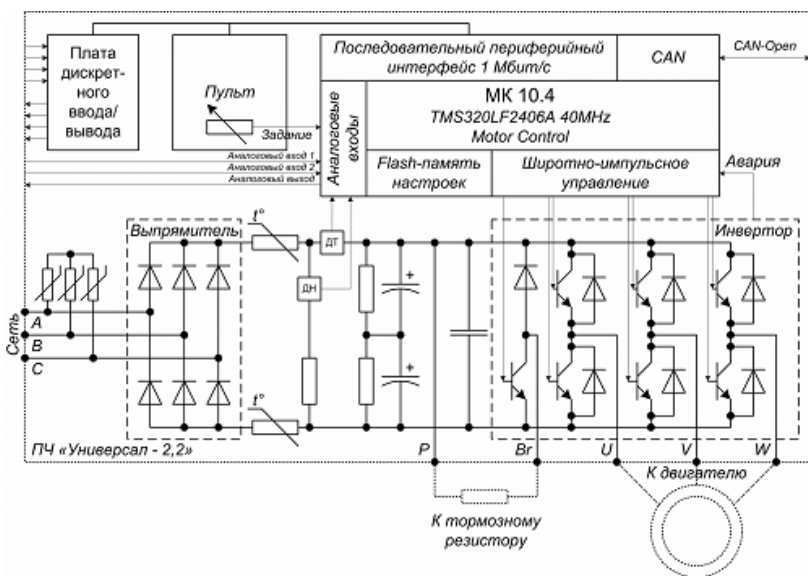 Плата
дискрет-
ного
ввода/
вывода
Пульт
Задание
Последовательный периферийный
интерфейс 1 Мбит/с
CAN
CAN-Open
Аналоговые
входы
МК 10.4
TMS320LF2406A 40MHz
Motor Control
Flash-память
настроек
Широтно-импульсное
управление
Авария
Аналоговый вход 1
Аналоговый вход 2
Аналоговый выход
Выпрямитель
t°
ДТ
ДН
Инвертор
+
+
Сеть
A
B
C
t°
ПЧ «Универсал - 2,2»
P
Br
U
V
W
К двигателю
К тормозному
резистору